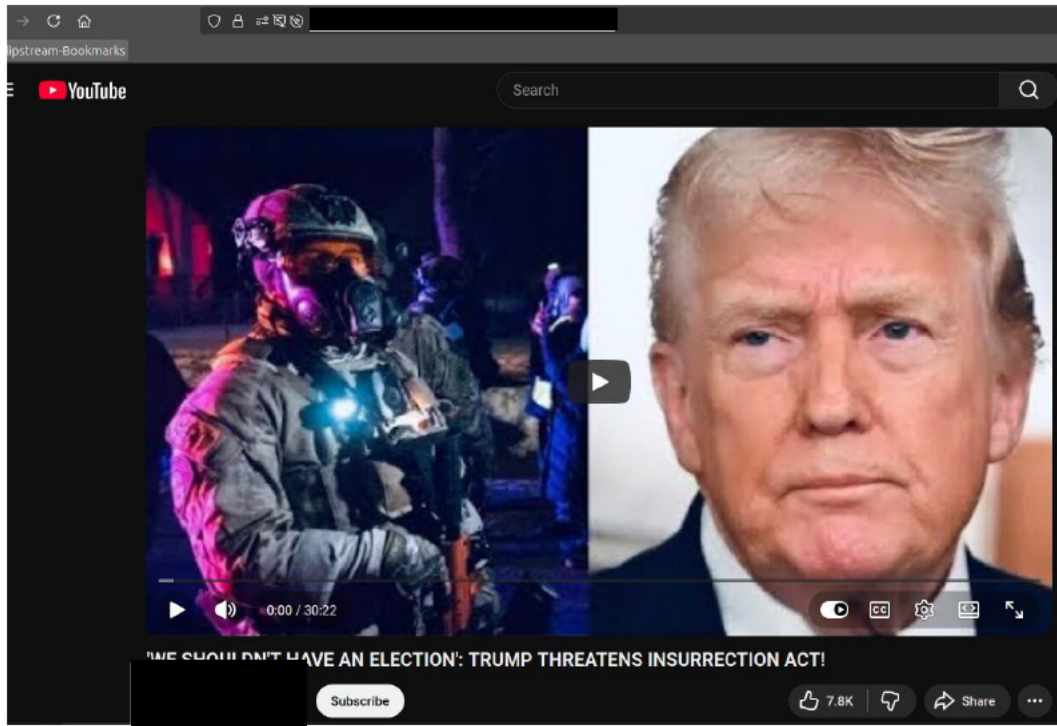 lipstream-Bookmarks
YouTube
Search
0:00 / 30:22
CC
'WE SHOULDN'T HAVE AN ELECTION': TRUMP THREATENS INSURRECTION ACT!
Subscribe
7.8K
Share